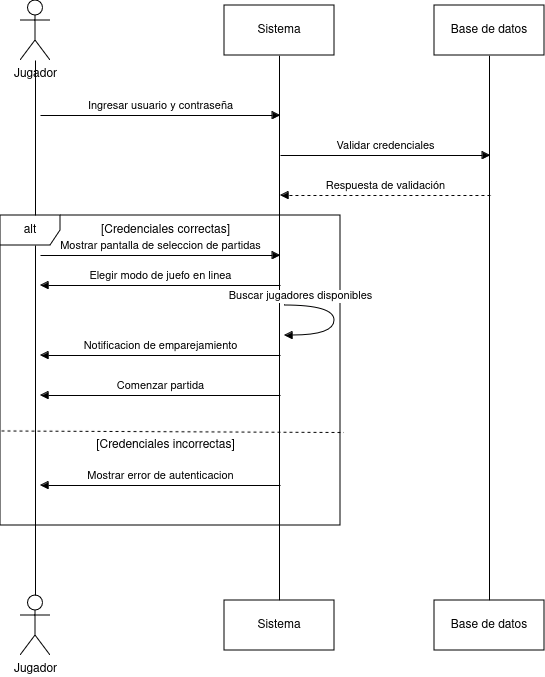 Sistema
Base de datos
Jugador
Ingresar usuario y contraseña
Validar credenciales
Respuesta de validación
alt
[Credenciales correctas]
Mostrar pantalla de seleccion de partidas
Elegir modo de juefo en linea
Buscar jugadores disponibles
Notificacion de emparejamiento
Comenzar partida
[Credenciales incorrectas]
Mostrar error de autenticacion
Sistema
Base de datos
Jugador